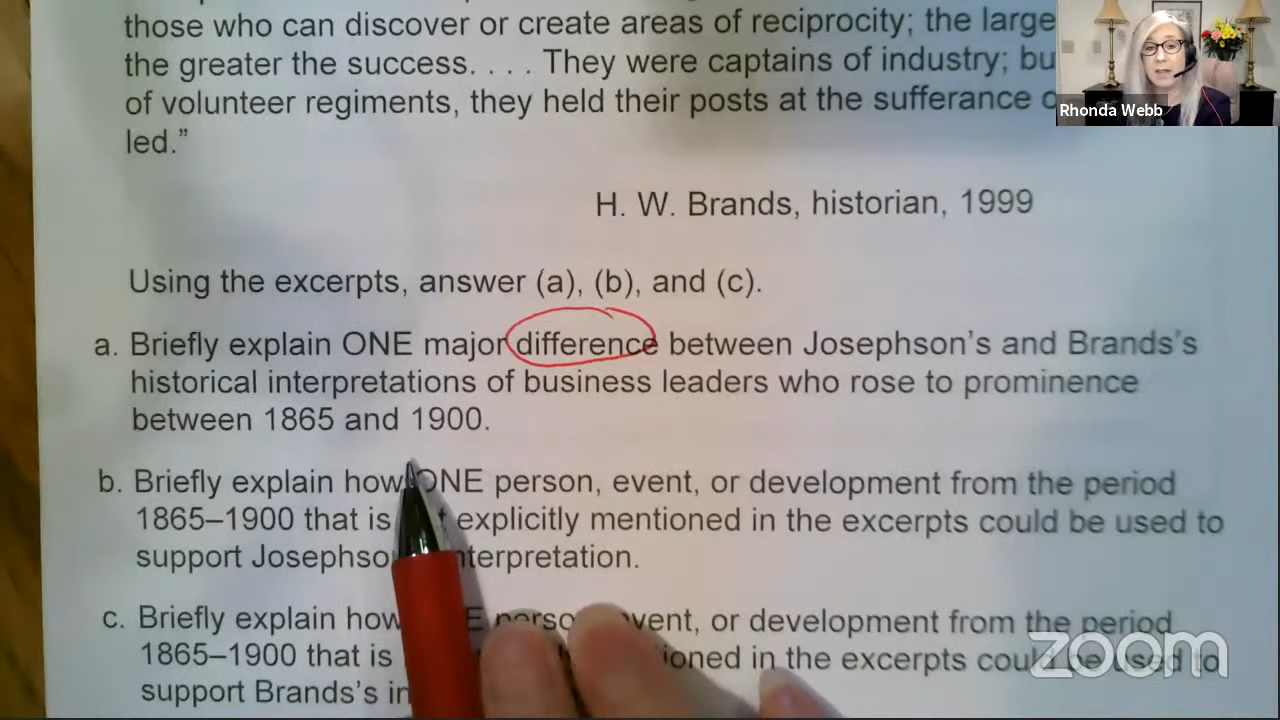 those who can discover or create areas of reciprocity; the large
the greater the success. . . . They were captains of industry; bu
of volunteer regiments, they held their posts at the sufferance
led.”
Rhonda Webb
H. W. Brands, historian, 1999
Using the excerpts, answer (a), (b), and (c).
a. Briefly explain ONE major difference between Josephson’s and Brands’s
historical interpretations of business leaders who rose to prominence
between 1865 and 1900.
b. Briefly explain how ONE person, event, or development from the period
1865–1900 that is explicitly mentioned in the excerpts could be used to
support Josephso interpretation.
c. Briefly explain how event, or development from the period
1865–1900 that is in the excerpts could be used to
support Brands’s in
zoom